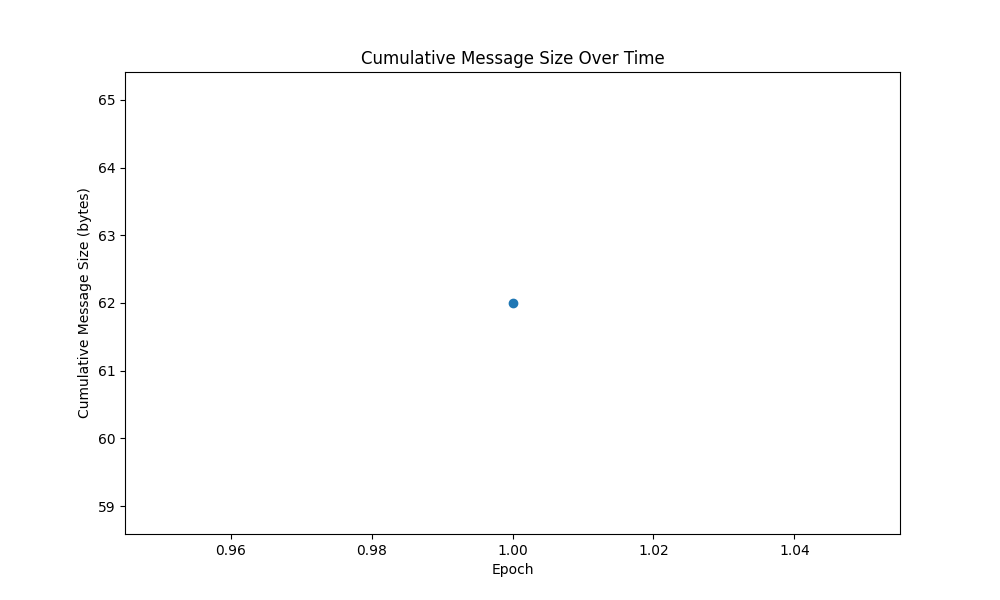 Cumulative Message Size Over Time
Cumulative Message Size (bytes)
65
64
63
62
61
60
59
0.96 0.98 1.00 1.02 1.04
Epoch